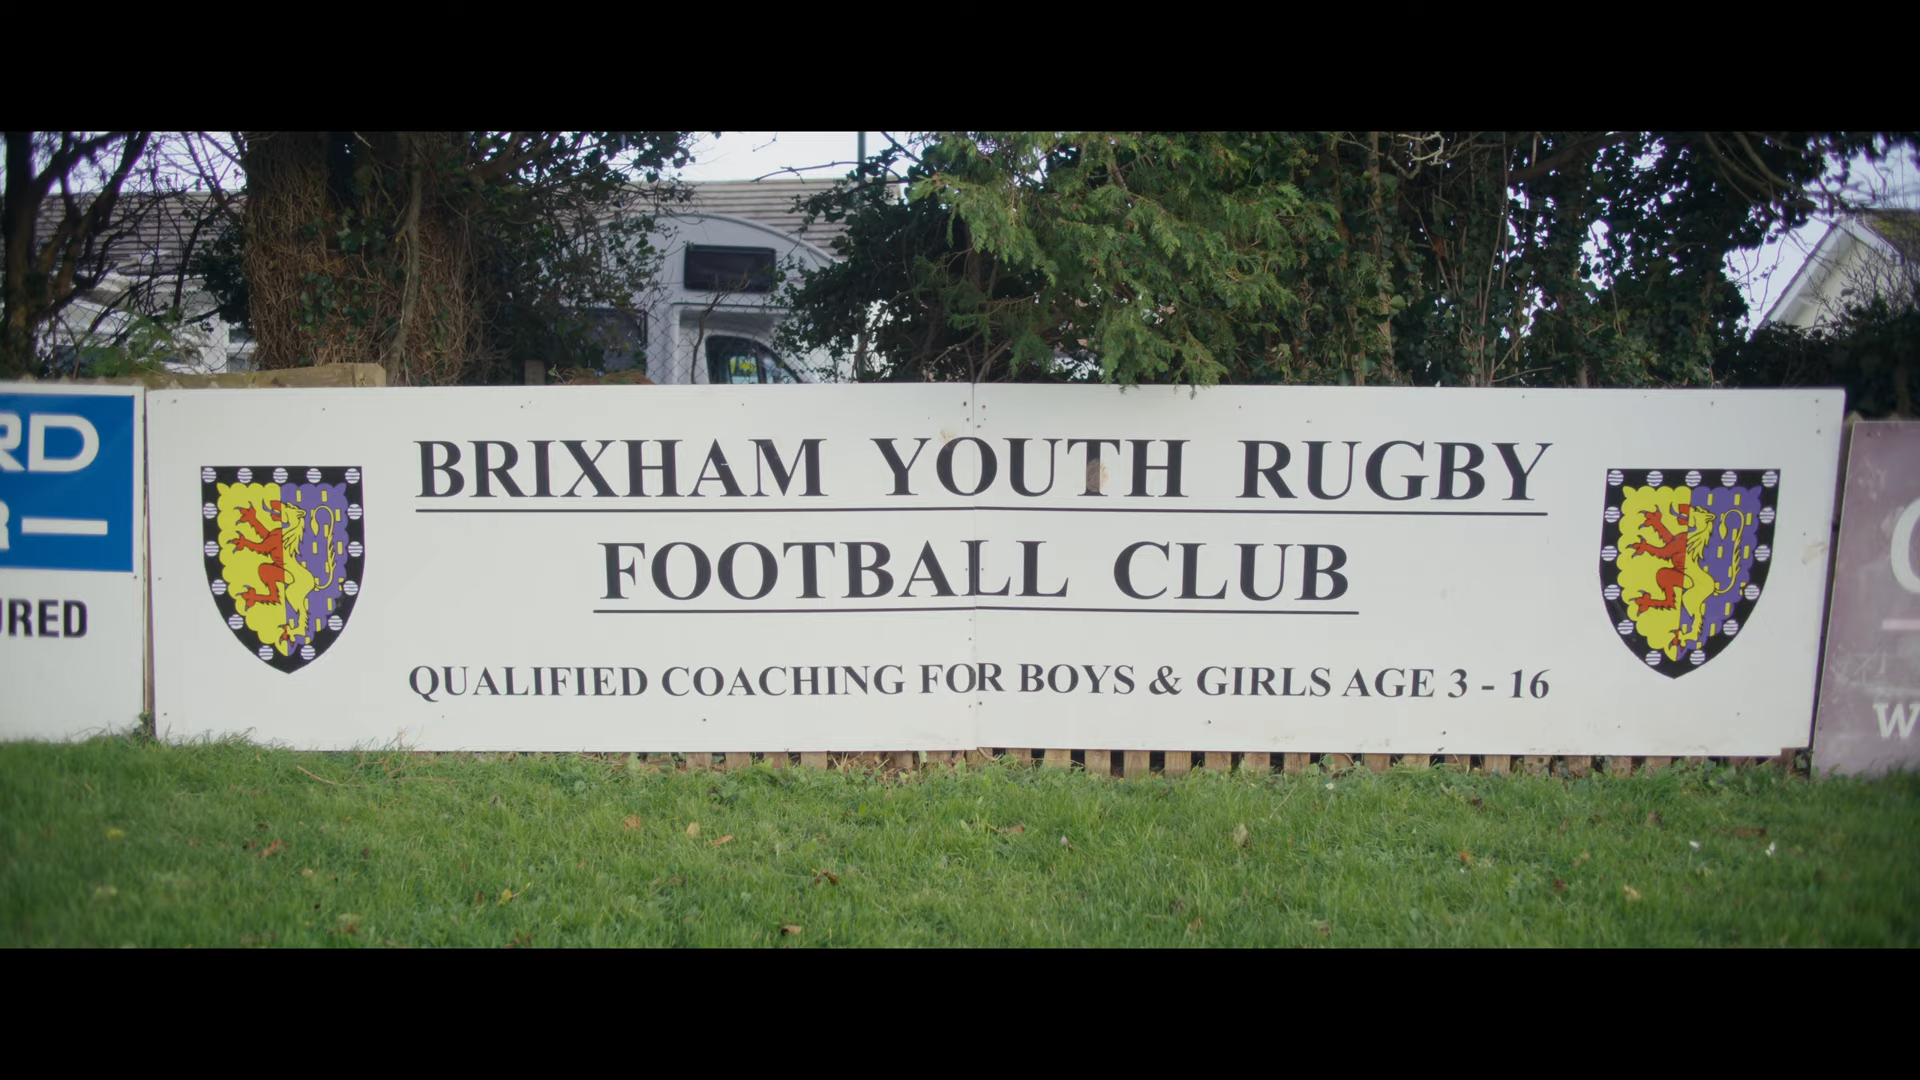 BRIXHAM YOUTH RUGBY
FOOTBALL CLUB
QUALIFIED COACHING FOR BOYS & GIRLS AGE 3 - 16